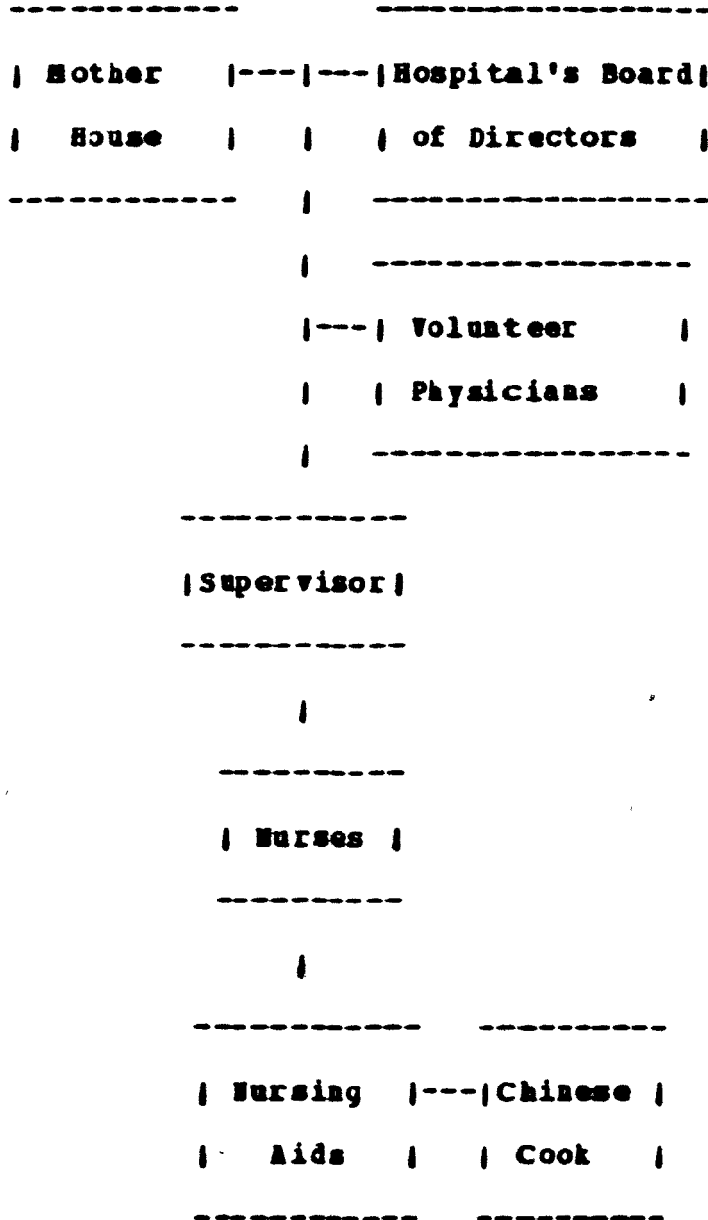 Mother Hospital's Board
House of Directors
Volunteer
Physicians
Supervisor
Nurses
Nursing Chinese
Aids Cook